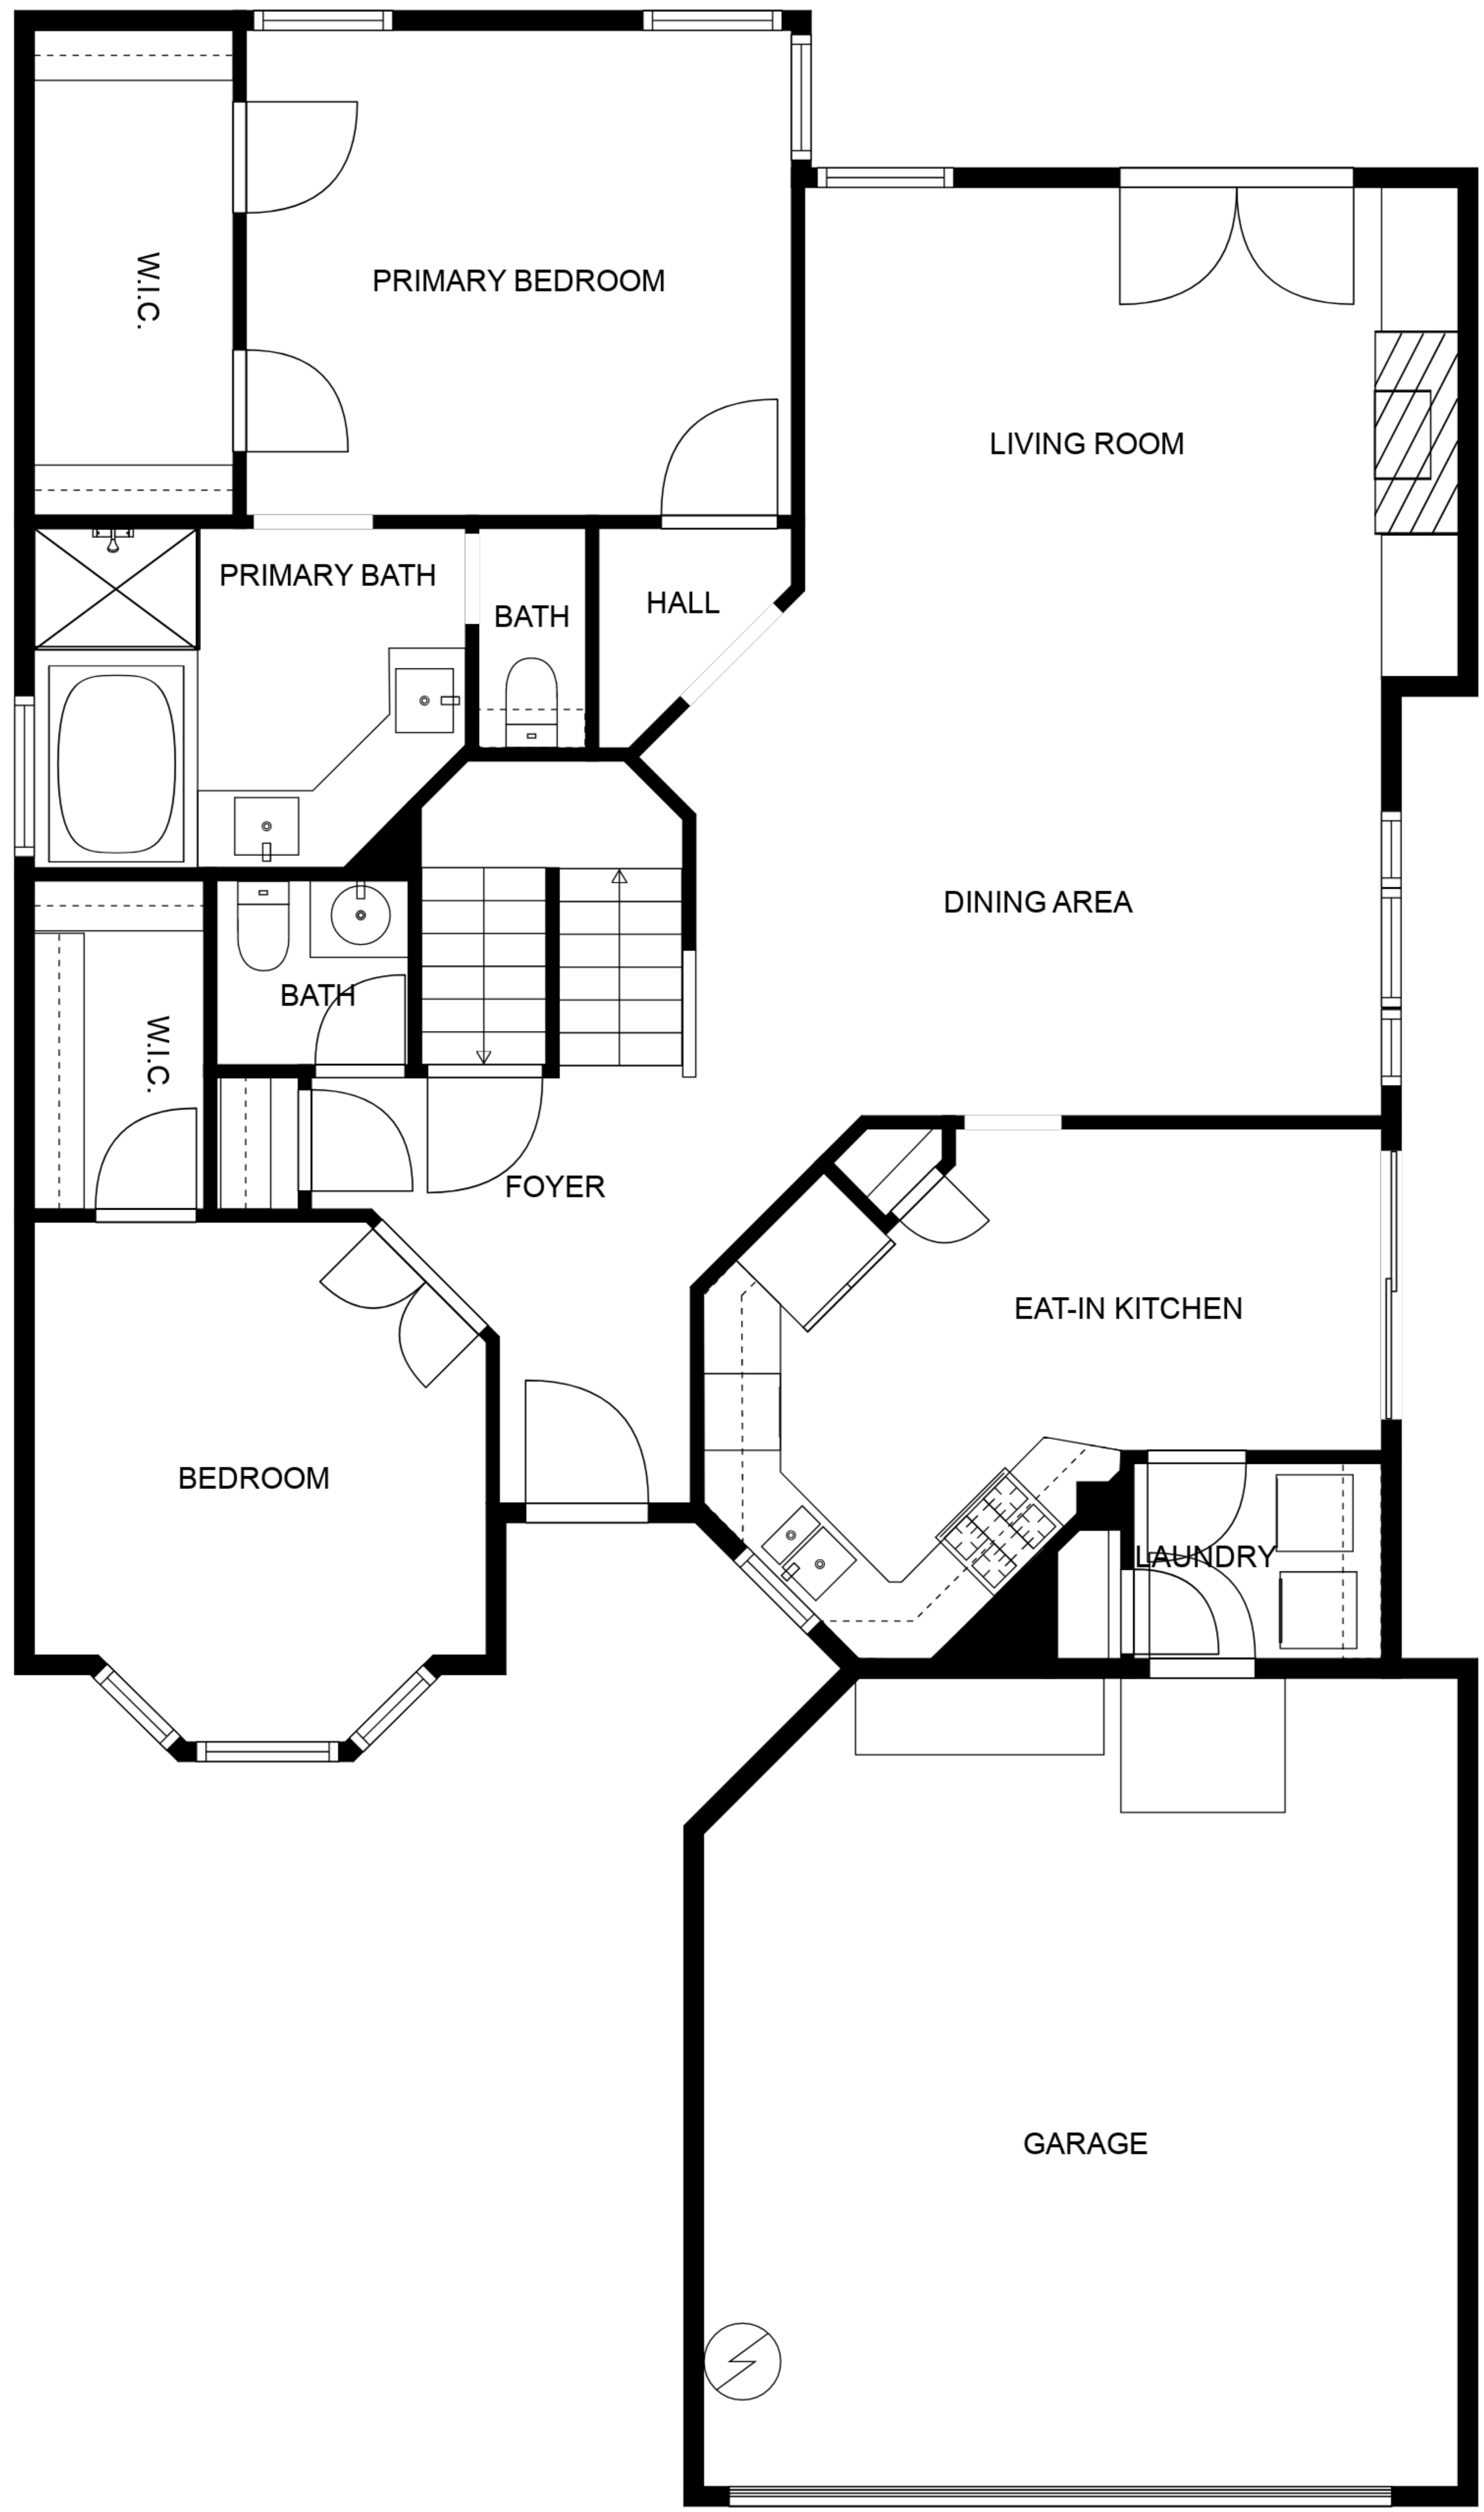 W.I.C.
PRIMARY BEDROOM
LIVING ROOM
PRIMARY BATH
BATH
HALL
DINING AREA
BATH
W.I.C.
FOYER
EAT-IN KITCHEN
BEDROOM
LAUNDRY
GARAGE